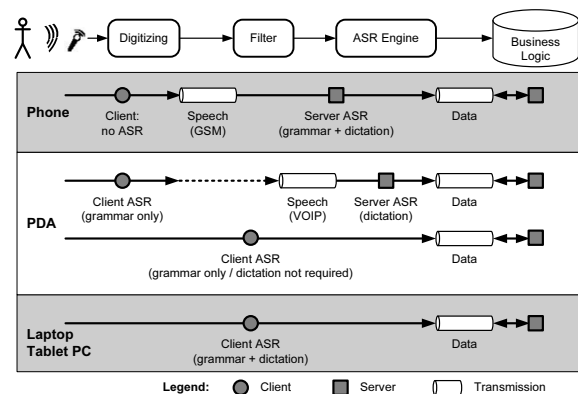 Digitizing
Filter
ASR Engine
Business
Logic
Phone
Client:
no ASR
Speech
(GSM)
Server ASR
(grammar + dictation)
Data
PDA
Client ASR
(grammar only)
Speech
(VOIP)
Server ASR
(dictation)
Data
Client ASR
(grammar only / dictation not required)
Data
Laptop
Tablet PC
Client ASR
(grammar + dictation)
Data
Legend:
Client
Server
Transmission